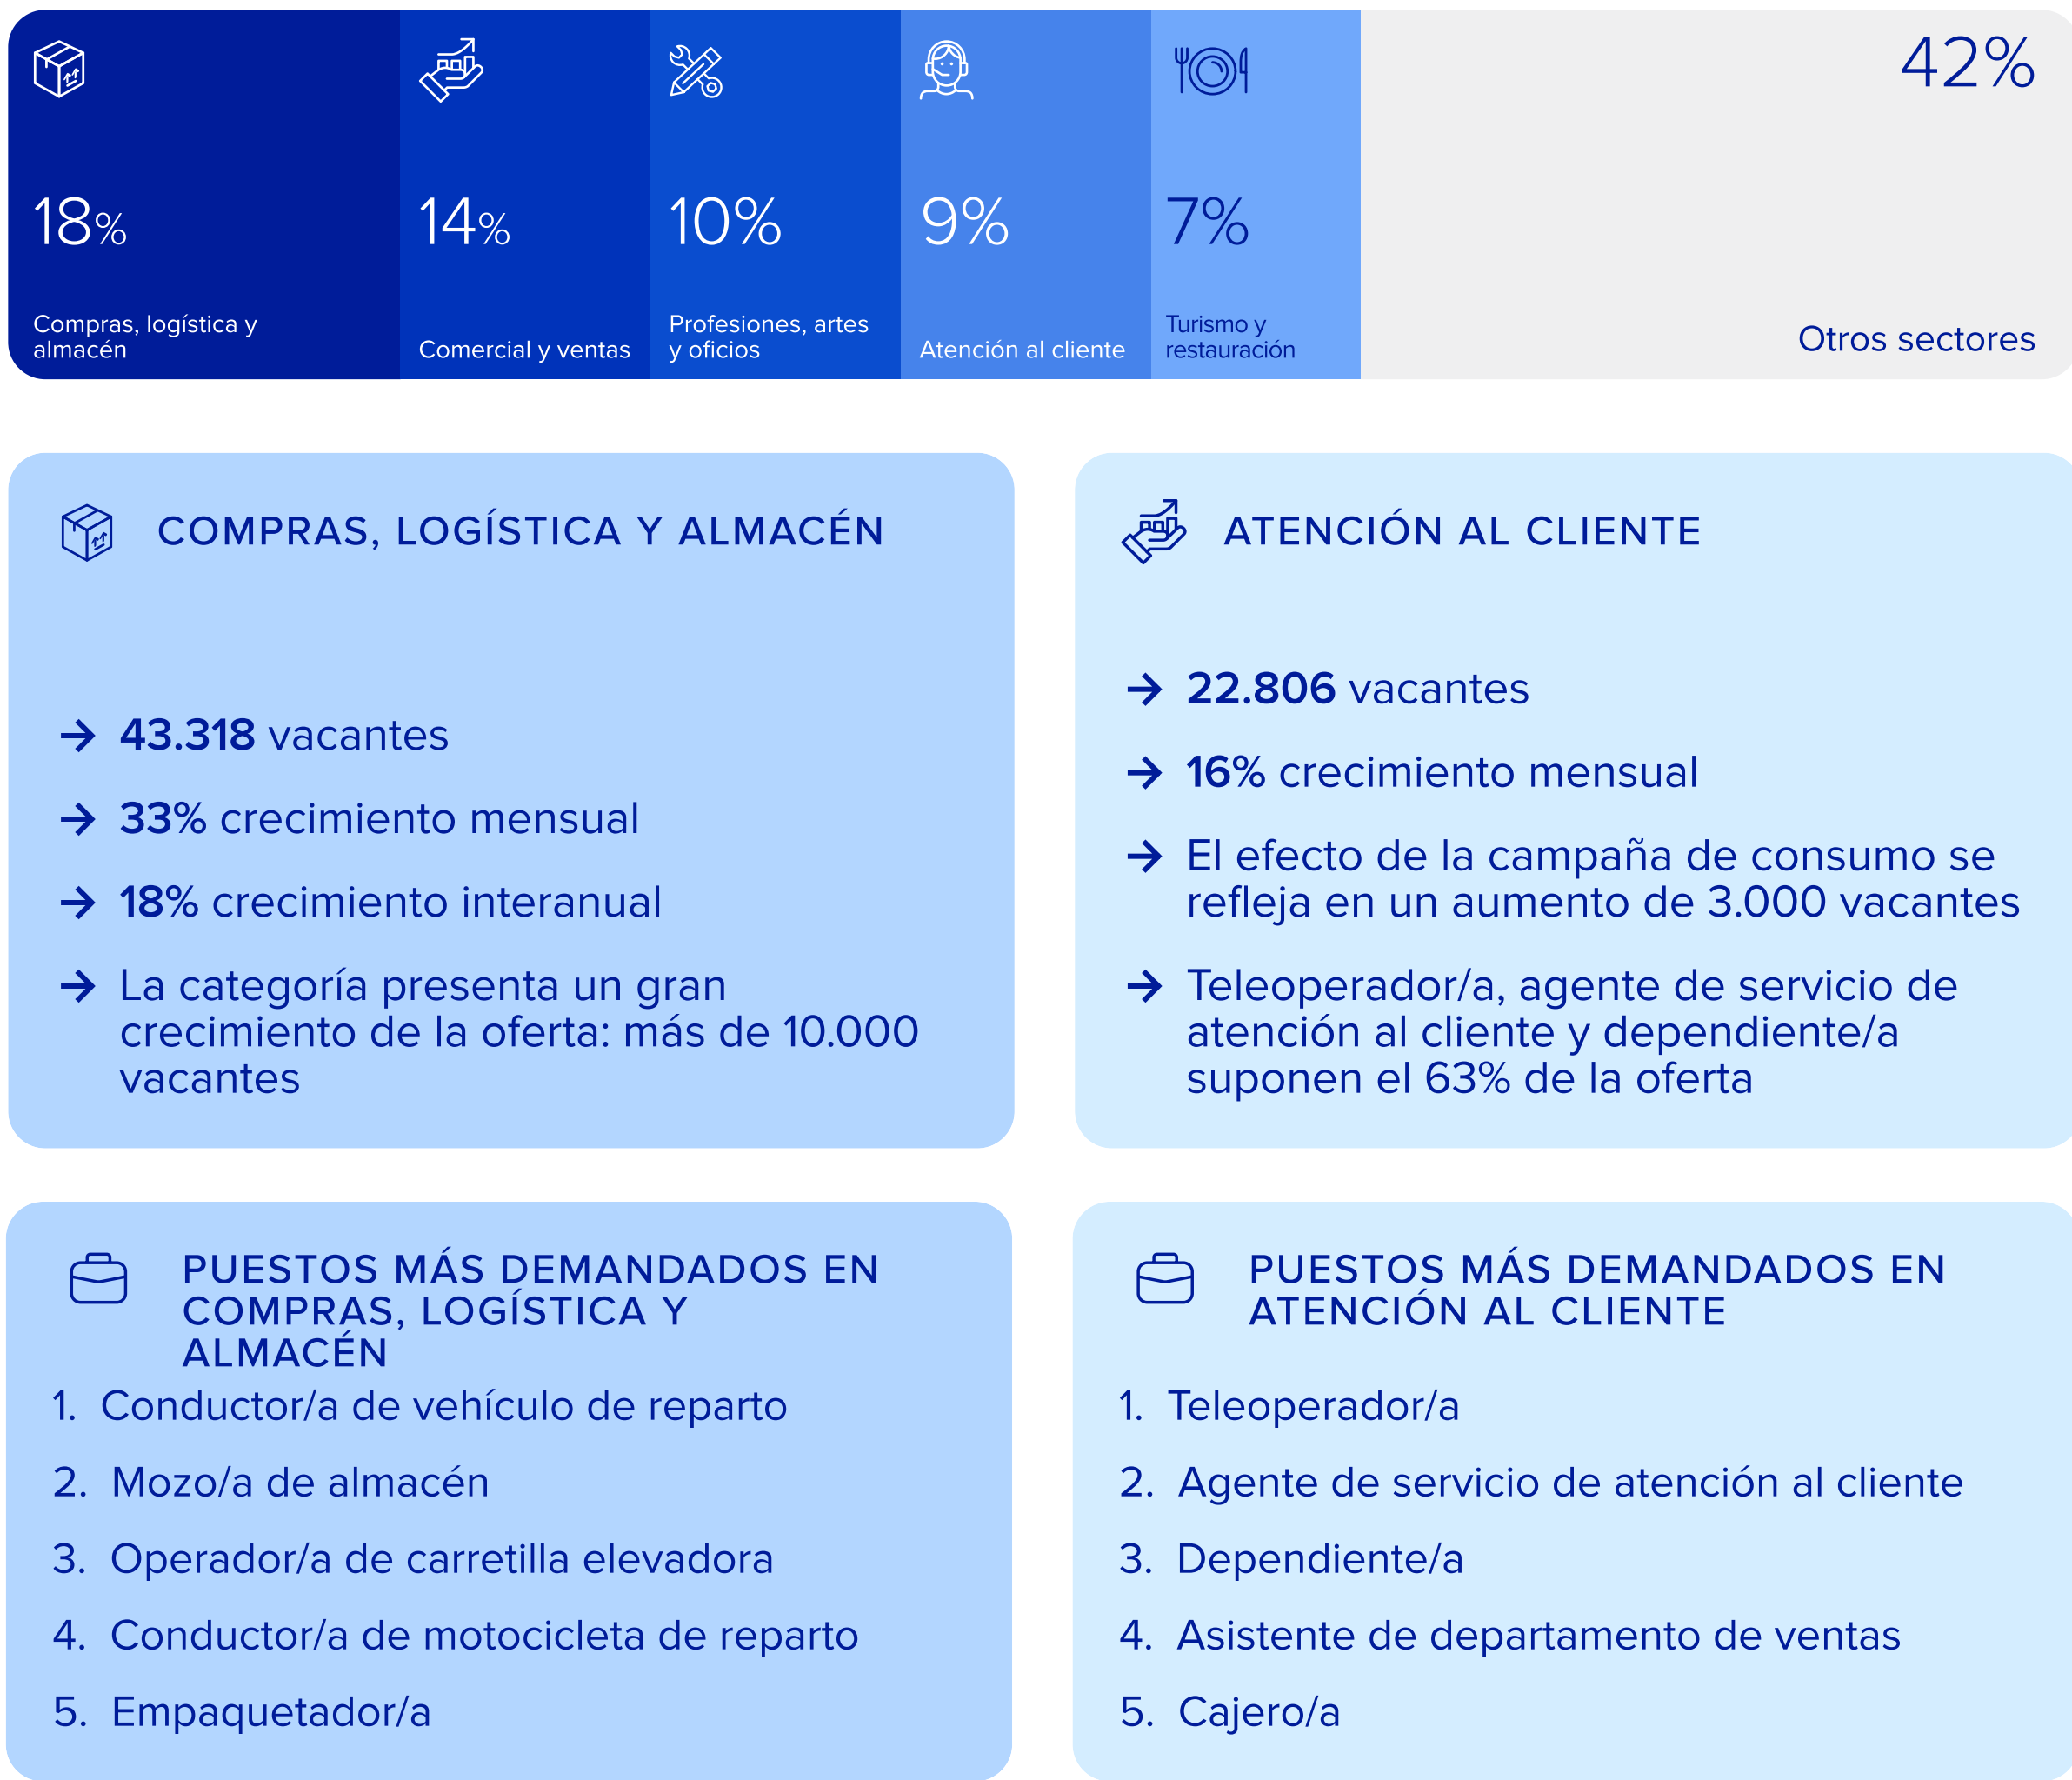 18%
Compras, logística y
almacén
14%
Comercial y ventas
10%
Profesiones, artes
y oficios
9%
Atención al cliente
7%
Turismo y
restauración
42%
Otros sectores
COMPRAS, LOGÍSTICA Y ALMACÉN
43.318 vacantes
33% crecimiento mensual
18% crecimiento interanual
La categoría presenta un gran
crecimiento de la oferta: más de 10.000
vacantes
ATENCIÓN AL CLIENTE
22.806 vacantes
16% crecimiento mensual
El efecto de la campaña de consumo se
refleja en un aumento de 3.000 vacantes
Teleoperador/a, agente de servicio de
atención al cliente y dependiente/a
suponen el 63% de la oferta
PUESTOS MÁS DEMANDADOS EN
COMPRAS, LOGÍSTICA Y
ALMACÉN
1. Conductor/a de vehículo de reparto
2. Mozo/a de almacén
3. Operador/a de carretilla elevadora
4. Conductor/a de motocicleta de reparto
5. Empaquetador/a
PUESTOS MÁS DEMANDADOS EN
ATENCIÓN AL CLIENTE
1. Teleoperador/a
2. Agente de servicio de atención al cliente
3. Dependiente/a
4. Asistente de departamento de ventas
5. Cajero/a